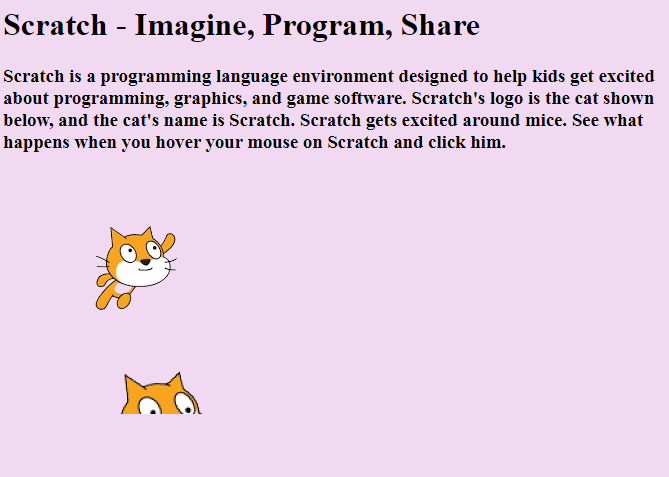 Scratch - Imagine, Program, Share
Scratch is a programming language environment designed to help kids get excited
about programming, graphics, and game software. Scratch's logo is the cat shown
below, and the cat's name is Scratch. Scratch gets excited around mice. See what
happens when you hover your mouse on Scratch and click him.